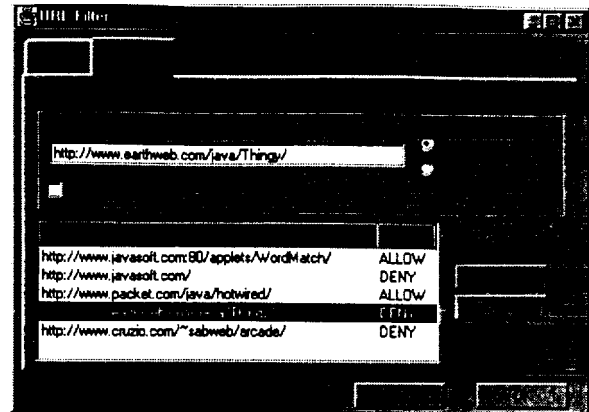 URL Filter
http://www.earthweb.com/java/Thingy/
http://www.javasoft.com:80/applets/WordMatch/ ALLOW
http://www.javasoft.com/ DENY
http://www.packet.com/java/hotwired/ ALLOW
DENY
http://www.cruzio.com/~sabweb/arcade/ DENY